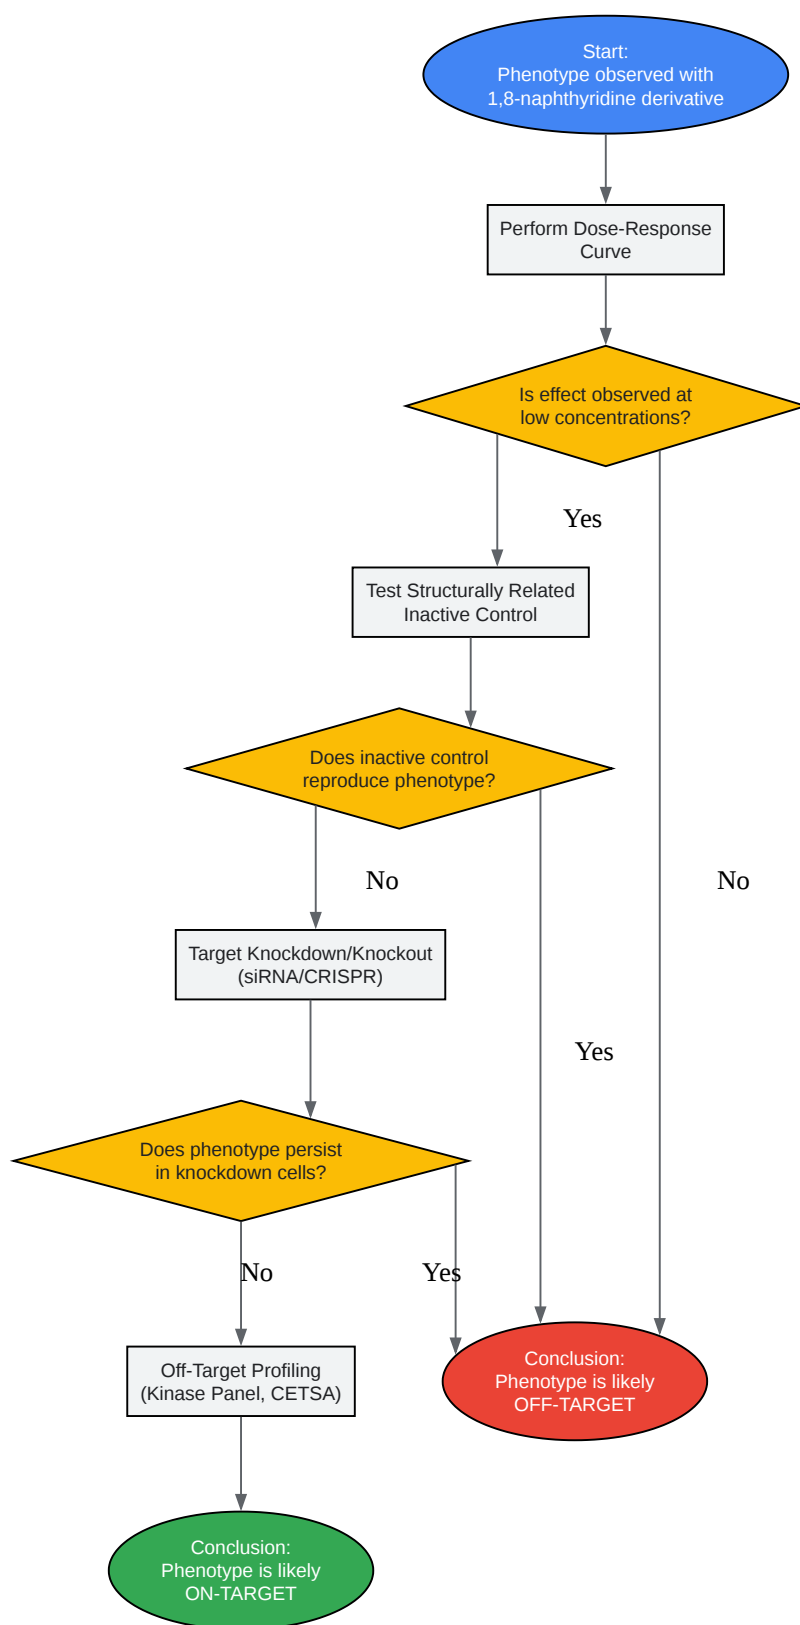 Start:
Phenotype observed with
1,8-naphthyridine derivative
Perform Dose-Response
Curve
Is effect observed at
low concentrations?
Yes
Test Structurally Related
Inactive Control
Does inactive control
reproduce phenotype?
No
No
Target Knockdown/Knockout
(siRNA/CRISPR)
Yes
Does phenotype persist
in knockdown cells?
No
Yes
Off-Target Profiling
(Kinase Panel, CETSA)
Conclusion:
Phenotype is likely
OFF-TARGET
Conclusion:
Phenotype is likely
ON-TARGET